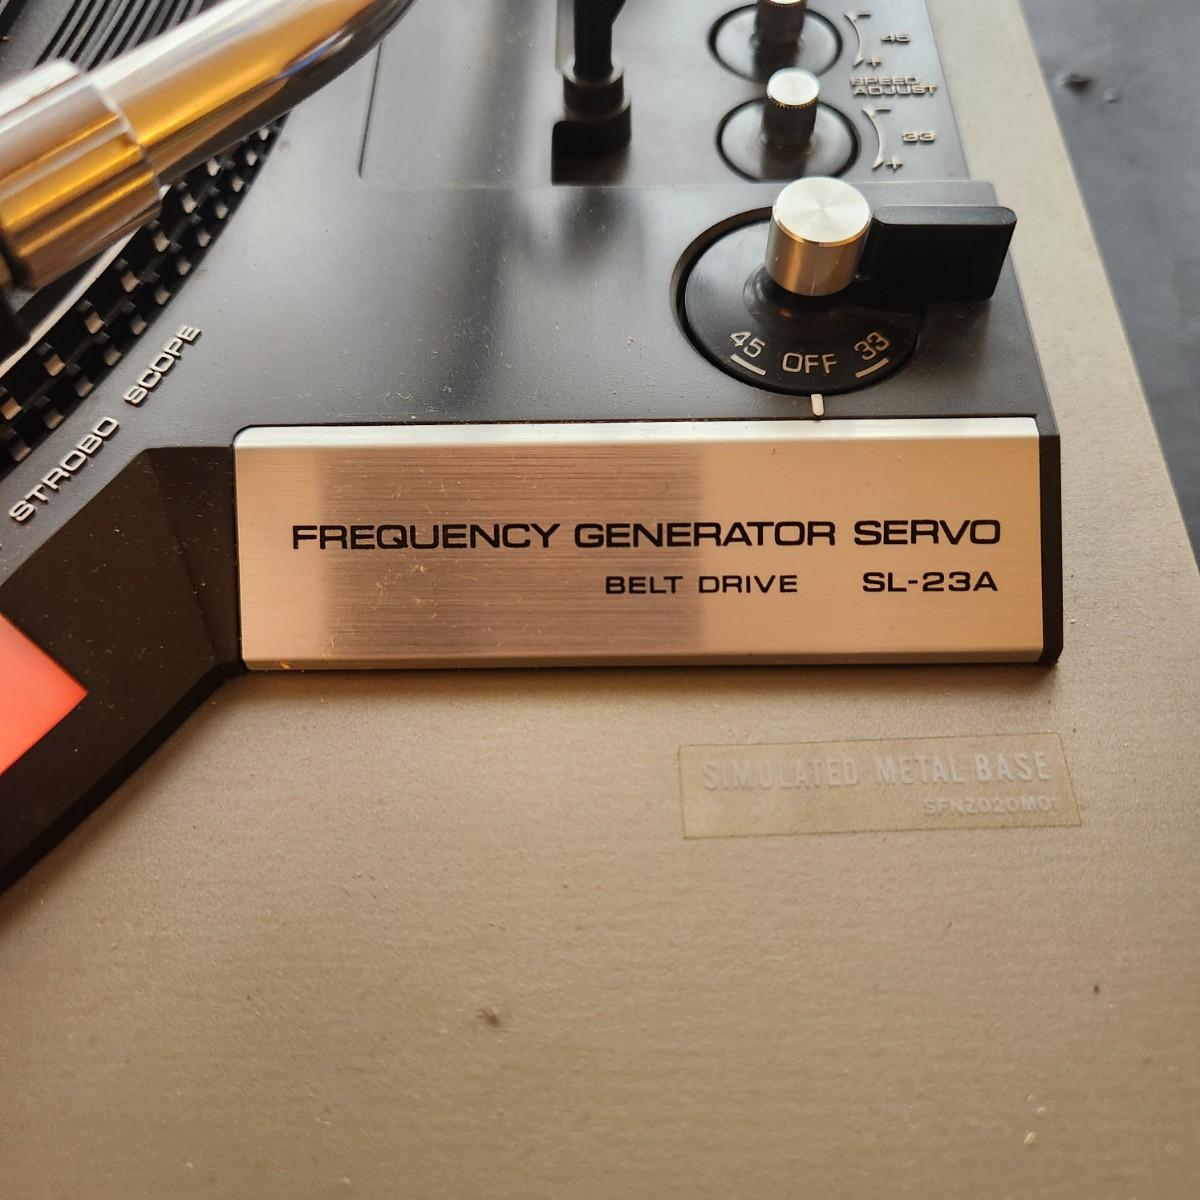 45
SPEED
ADJUST
33
STROBO SCOPE
45 OFF 33
FREQUENCY GENERATOR SERVO
BELT DRIVE SL-23A
SIMULATED METAL BASE